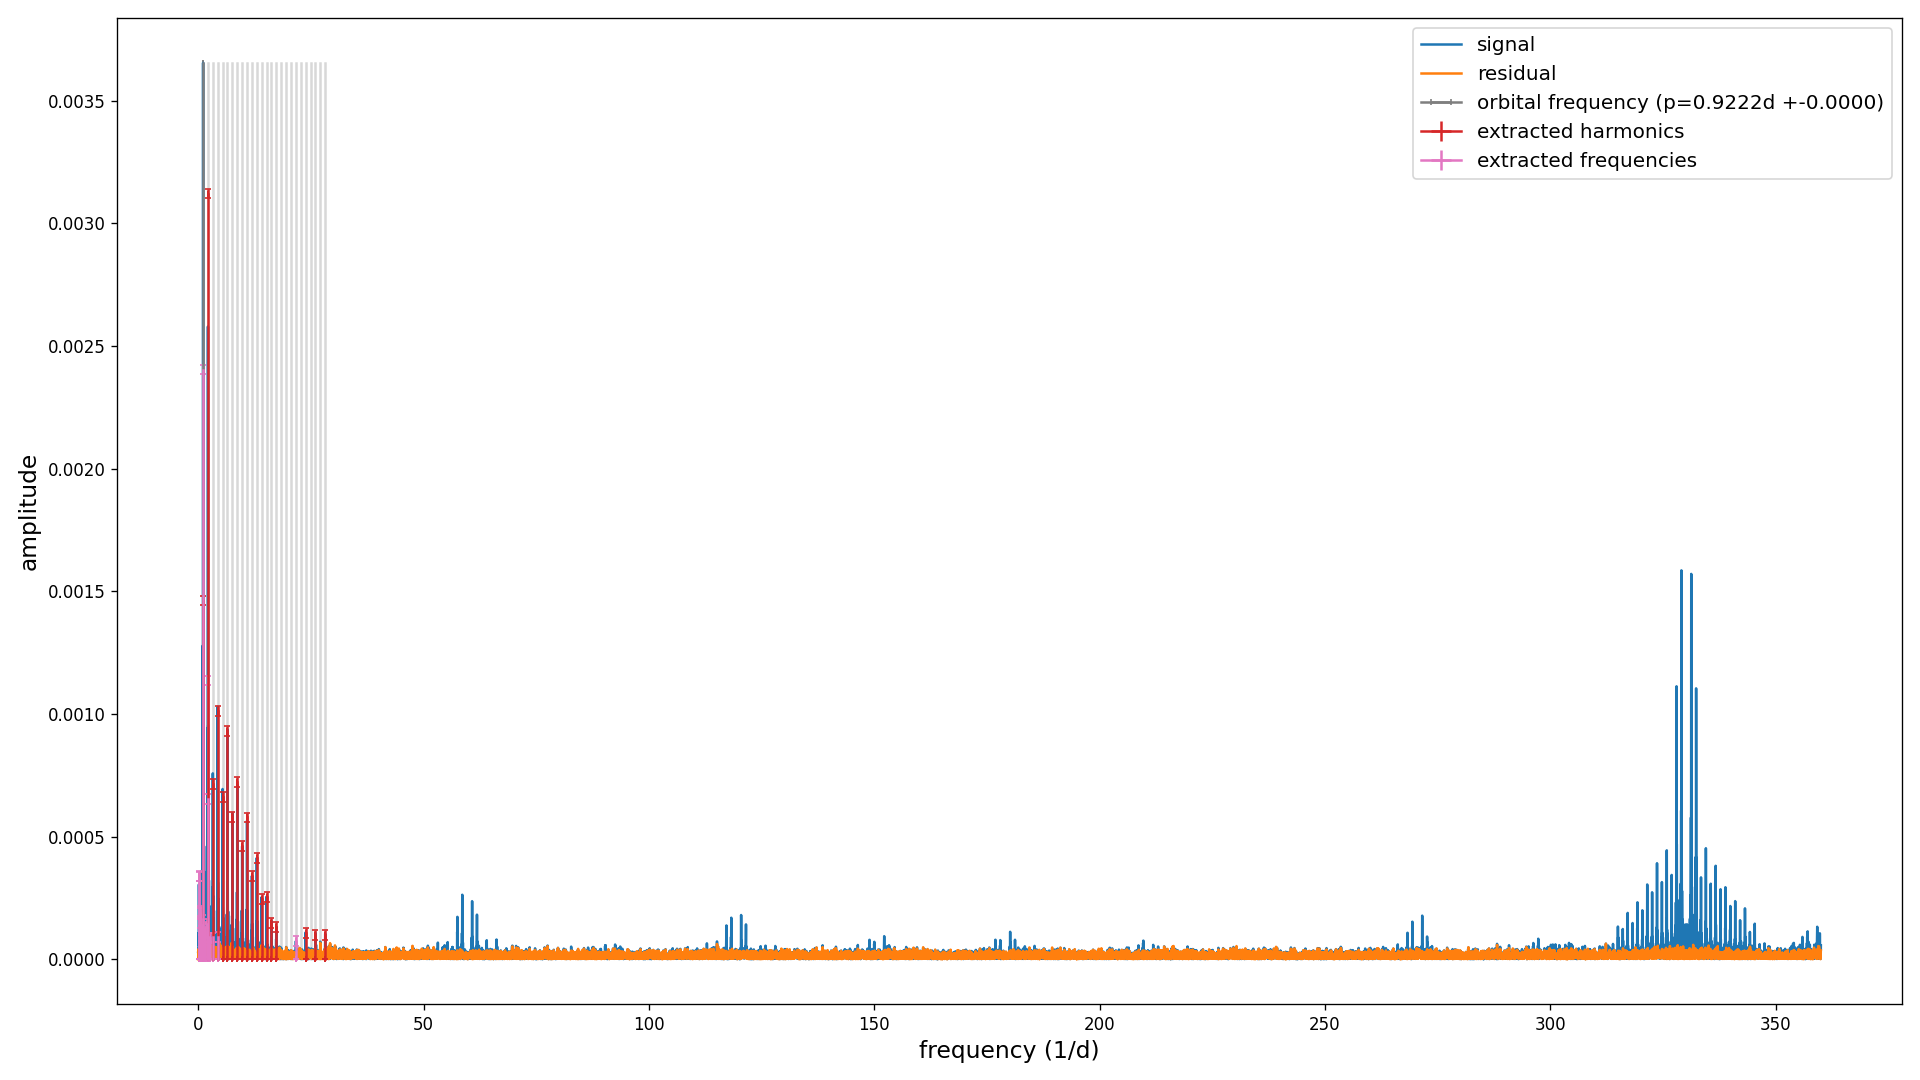 signal
residual
orbital frequency (p=0.9222d +-0.0000)
extracted harmonics
extracted frequencies
0.0035
0.0030
0.0025
0.0020
0.0015
0.0010
0.0005
0.0000
amplitude
0 50 100 150 200 250 300 350
frequency (1/d)